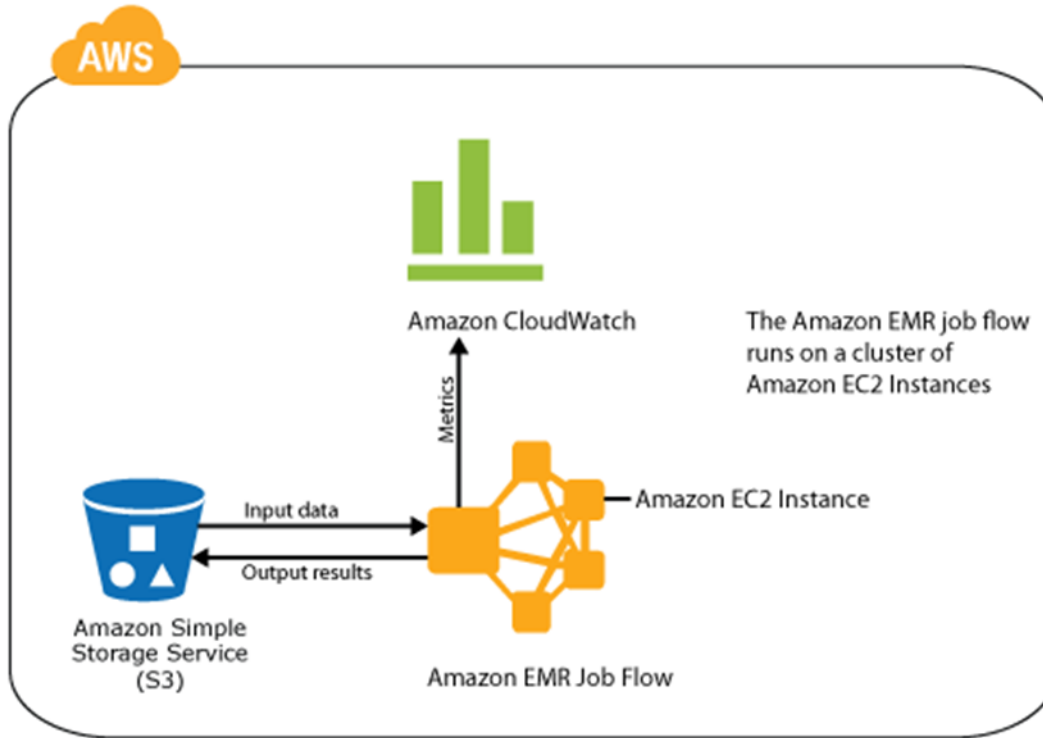 AWS
Amazon CloudWatch
The Amazon EMR job flow
runs on a cluster of
Amazon EC2 Instances
Metrics
Input data
Output results
Amazon EC2 Instance
Amazon Simple
Storage Service
(S3)
Amazon EMR Job Flow